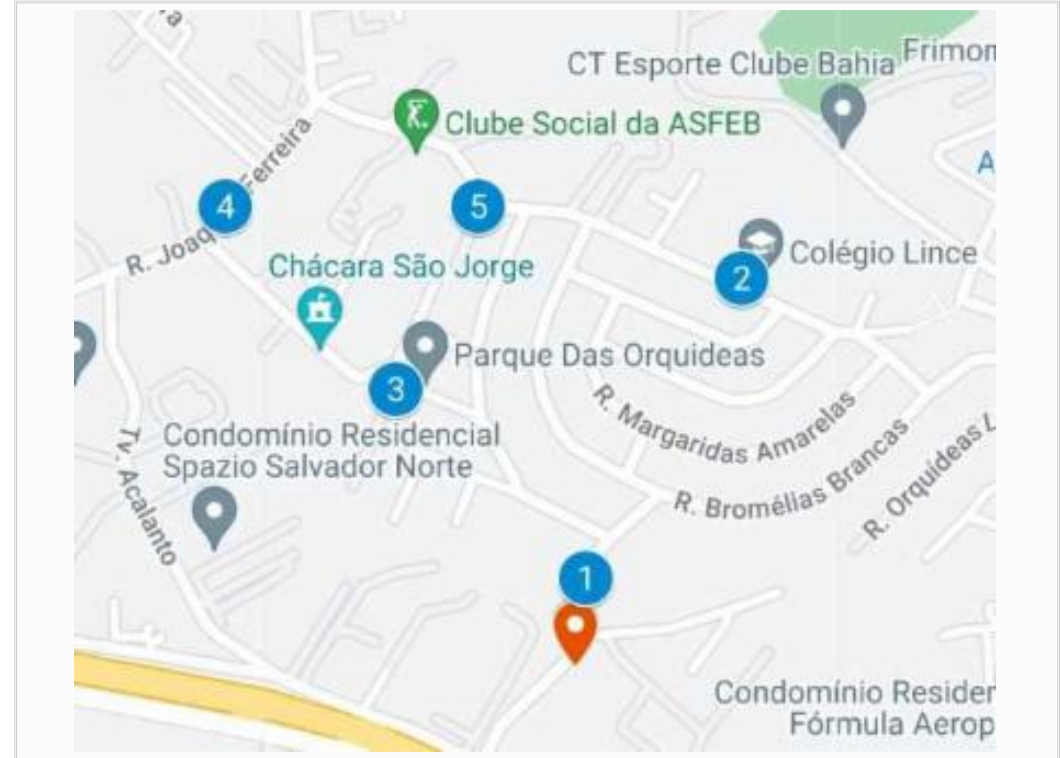 CT Esporte Clube Bahia
Frimon
Clube Social da ASFEB
A
4
5
R. Joaq Ferreira
Chácara São Jorge
Colégio Lince
2
Parque Das Orquideas
3
R. Margaridas Amarelas
Condomínio Residencial
Spazio Salvador Norte
R. Bromélias Brancas
R. Orquideas L
Tv. Acalanto
1
Condomínio Residen
Fórmula Aerop